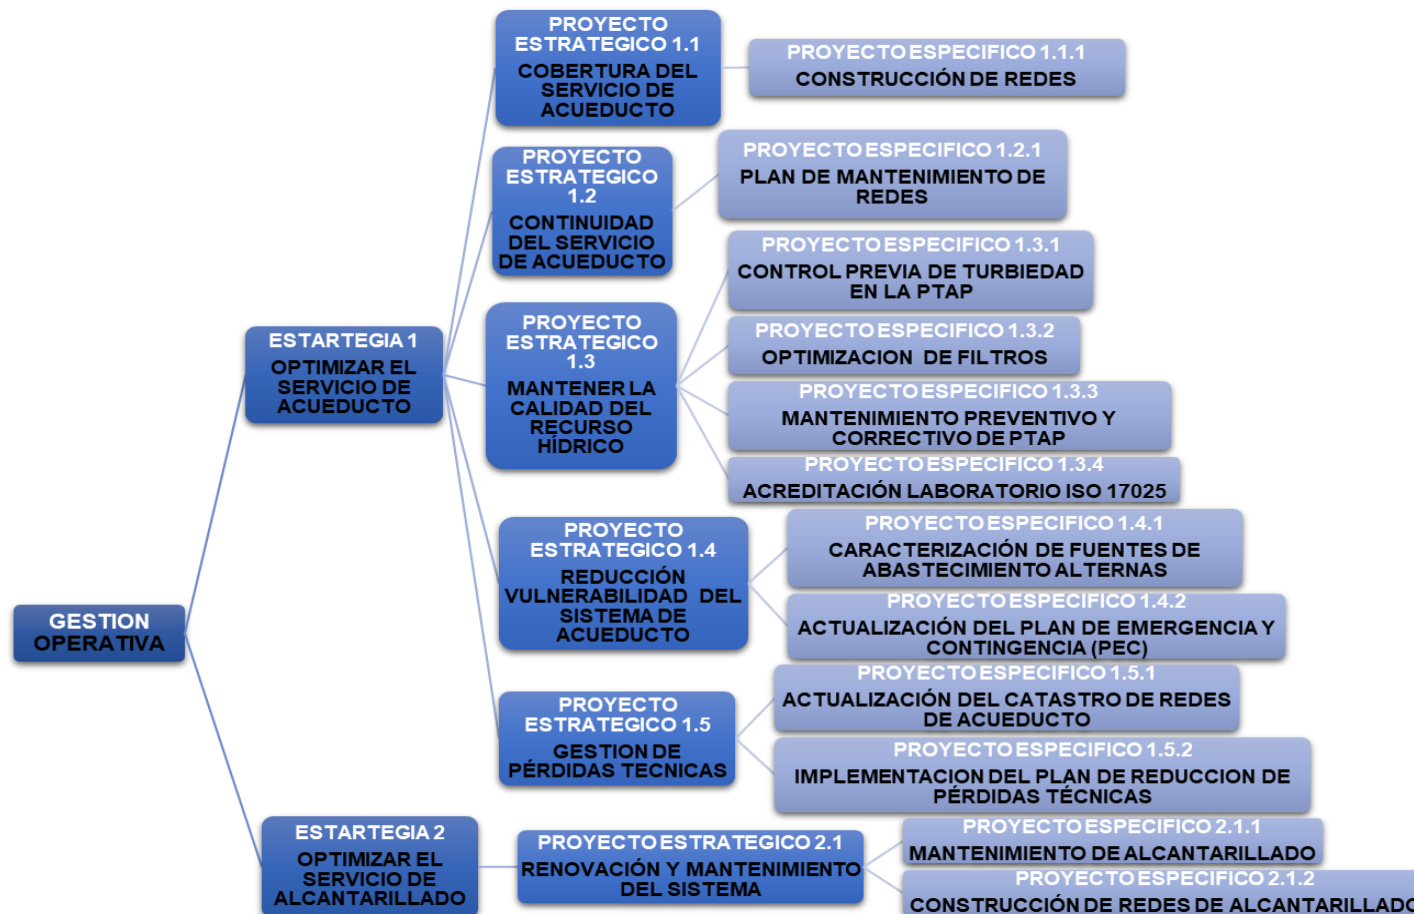 GESTION
OPERATIVA
ESTARTEGIA 1
OPTIMIZAR EL
SERVICIO DE
ACUEDUCTO
PROYECTO
ESTRATEGICO 1.1
COBERTURA DEL
SERVICIO DE
ACUEDUCTO
PROYECTO ESPECIFICO 1.1.1
CONSTRUCCIÓN DE REDES
PROYECTO
ESTRATEGICO
1.2
CONTINUIDAD
DEL SERVICIO
DE ACUEDUCTO
PROYECTO ESPECIFICO 1.2.1
PLAN DE MANTENIMIENTO DE
REDES
PROYECTO
ESTRATEGICO
1.3
MANTENER LA
CALIDAD DEL
RECURSO
HÍDRICO
PROYECTO ESPECIFICO 1.3.1
CONTROL PREVIA DE TURBIEDAD
EN LA PTAP
PROYECTO ESPECIFICO 1.3.2
OPTIMIZACION DE FILTROS
PROYECTO ESPECIFICO 1.3.3
MANTENIMIENTO PREVENTIVO Y
CORRECTIVO DE PTAP
PROYECTO ESPECIFICO 1.3.4
ACREDITACIÓN LABORATORIO ISO 17025
PROYECTO
ESTRATEGICO 1.4
REDUCCIÓN
VULNERABILIDAD DEL
SISTEMA DE
ACUEDUCTO
PROYECTO ESPECIFICO 1.4.1
CARACTERIZACIÓN DE FUENTES DE
ABASTECIMIENTO ALTERNAS
PROYECTO ESPECIFICO 1.4.2
ACTUALIZACIÓN DEL PLAN DE EMERGENCIA Y
CONTINGENCIA (PEC)
PROYECTO
ESTRATEGICO 1.5
GESTION DE
PÉRDIDAS TECNICAS
PROYECTO ESPECIFICO 1.5.1
ACTUALIZACIÓN DEL CATASTRO DE REDES
DE ACUEDUCTO
PROYECTO ESPECIFICO 1.5.2
IMPLEMENTACION DEL PLAN DE REDUCCION DE
PÉRDIDAS TÉCNICAS
ESTARTEGIA 2
OPTIMIZAR EL
SERVICIO DE
ALCANTARILLADO
PROYECTO ESTRATEGICO 2.1
RENOVACIÓN Y MANTENIMIENTO
DEL SISTEMA
PROYECTO ESPECIFICO 2.1.1
MANTENIMIENTO DE ALCANTARILLADO
PROYECTO ESPECIFICO 2.1.2
CONSTRUCCIÓN DE REDES DE ALCANTARILLADO